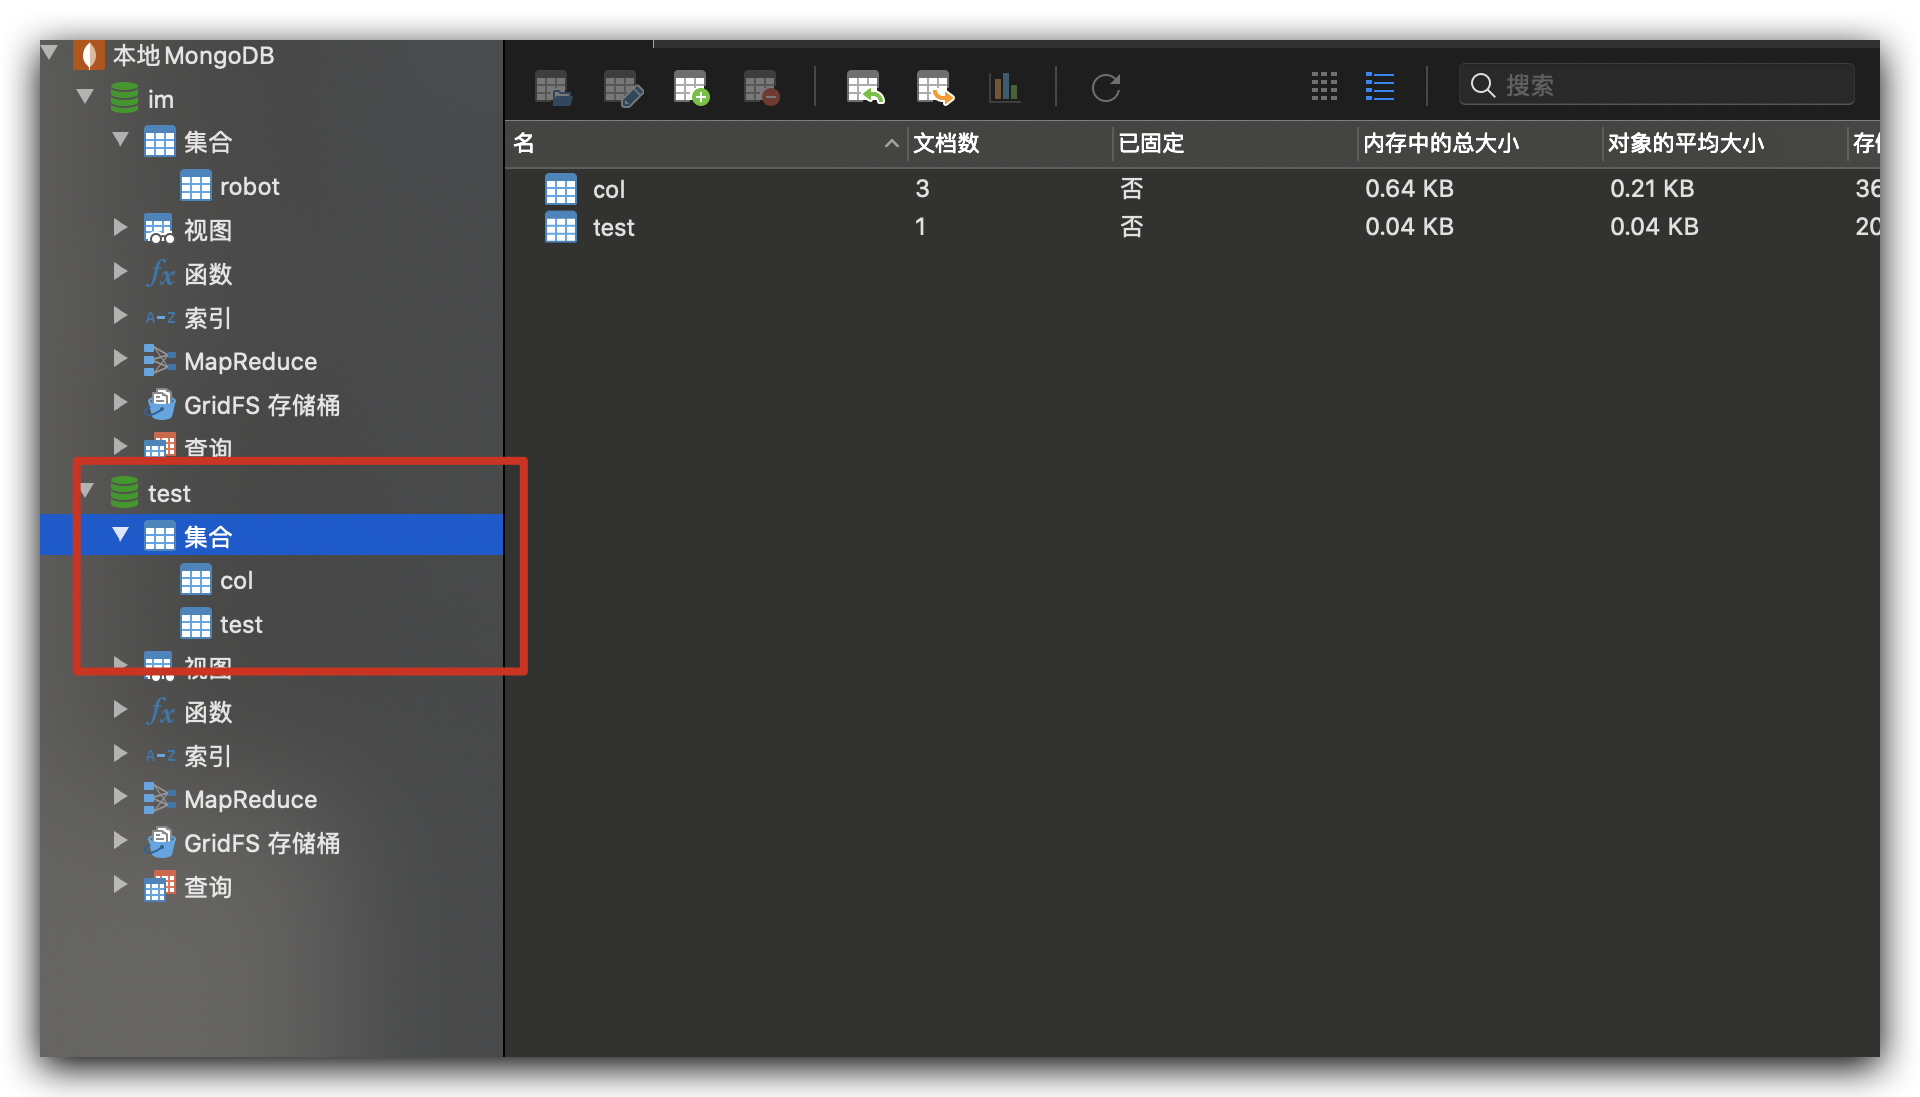 本地MongoDB
im
集合
robot
视图
函数
A-Z 索引
MapReduce
GridFS 存储桶
查询
test
集合
col
test
视图
函数
A-Z 索引
MapReduce
GridFS 存储桶
查询
搜索
名 文档数 已固定 内存中的总大小 对象的平均大小
col 3 否 0.64 KB 0.21 KB 36
test 1 否 0.04 KB 0.04 KB 20